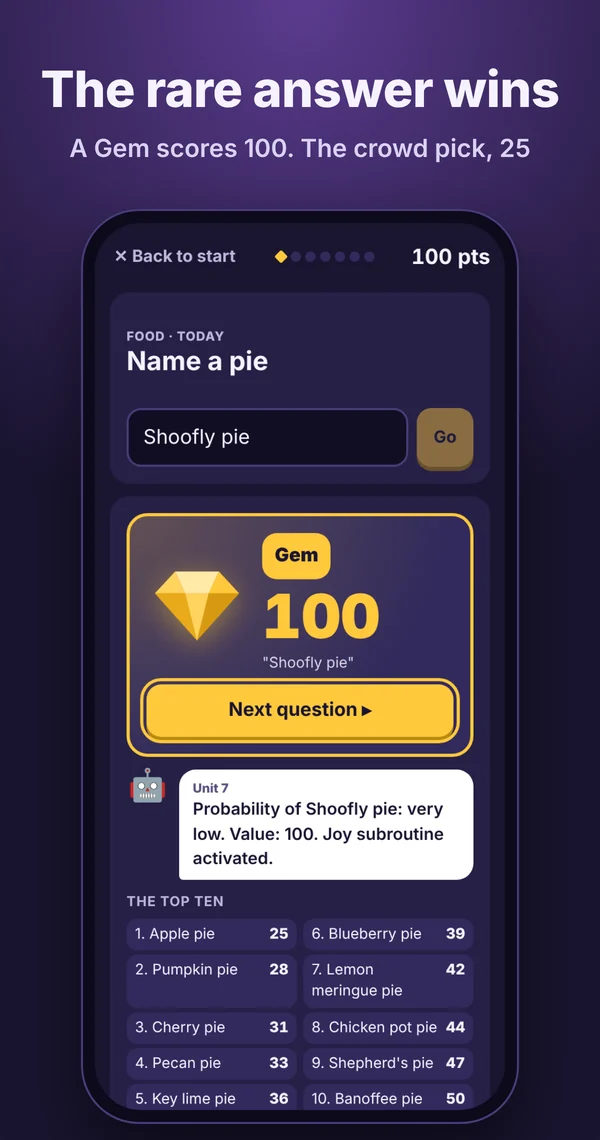 The rare answer wins
A Gem scores 100. The crowd pick, 25
✕ Back to start
100 pts
FOOD · TODAY
Name a pie
Shoofly pie
Go
Gem
100
"Shoofly pie"
Next question ▸
Unit 7
Probability of Shoofly pie: very
low. Value: 100. Joy subroutine
activated.
THE TOP TEN
1. Apple pie 25
6. Blueberry pie 39
2. Pumpkin pie 28
7. Lemon
meringue pie 42
3. Cherry pie 31
8. Chicken pot pie 44
4. Pecan pie 33
9. Shepherd's pie 47
5. Key lime pie 36
10. Banoffee pie 50